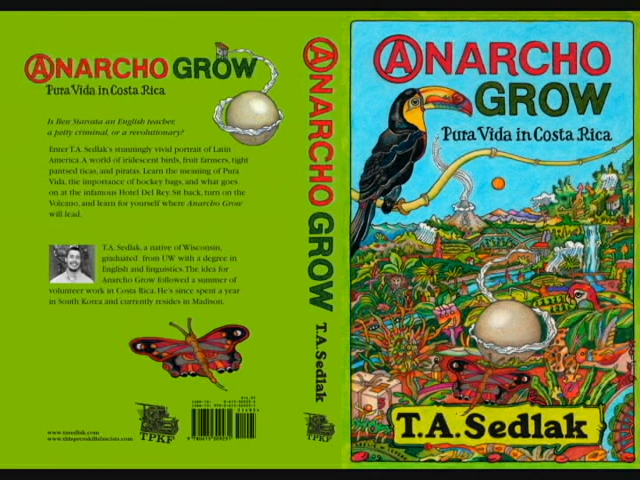 ANARCHO GROW
Pura Vida in Costa Rica
Is Ben Starosta an English teacher,
a petty criminal, or a revolutionary?
Enter T.A. Sedlak's stunningly vivid portrait of Latin
America. A world of iridescent birds, fruit farmers, tight
pantsed ticas, and piratas. Learn the meaning of Pura
Vida, the importance of hockey bags, and what goes
on at the infamous Hotel Del Rey. Sit back, turn on the
Volcano, and learn for yourself where Anarcho Grow
will lead.
T.A. Sedlak, a native of Wisconsin,
graduated from UW with a degree in
English and linguistics. The idea for
Anarcho Grow followed a summer of
volunteer work in Costa Rica. He's since spent a year
in South Korea and currently resides in Madison.
www.tasedlak.com
T.P.K.F.
ANARCHO GROW
T.A. Sedlak
ANARCHO
GROW
Pura Vida in Costa Rica
T.A. Sedlak